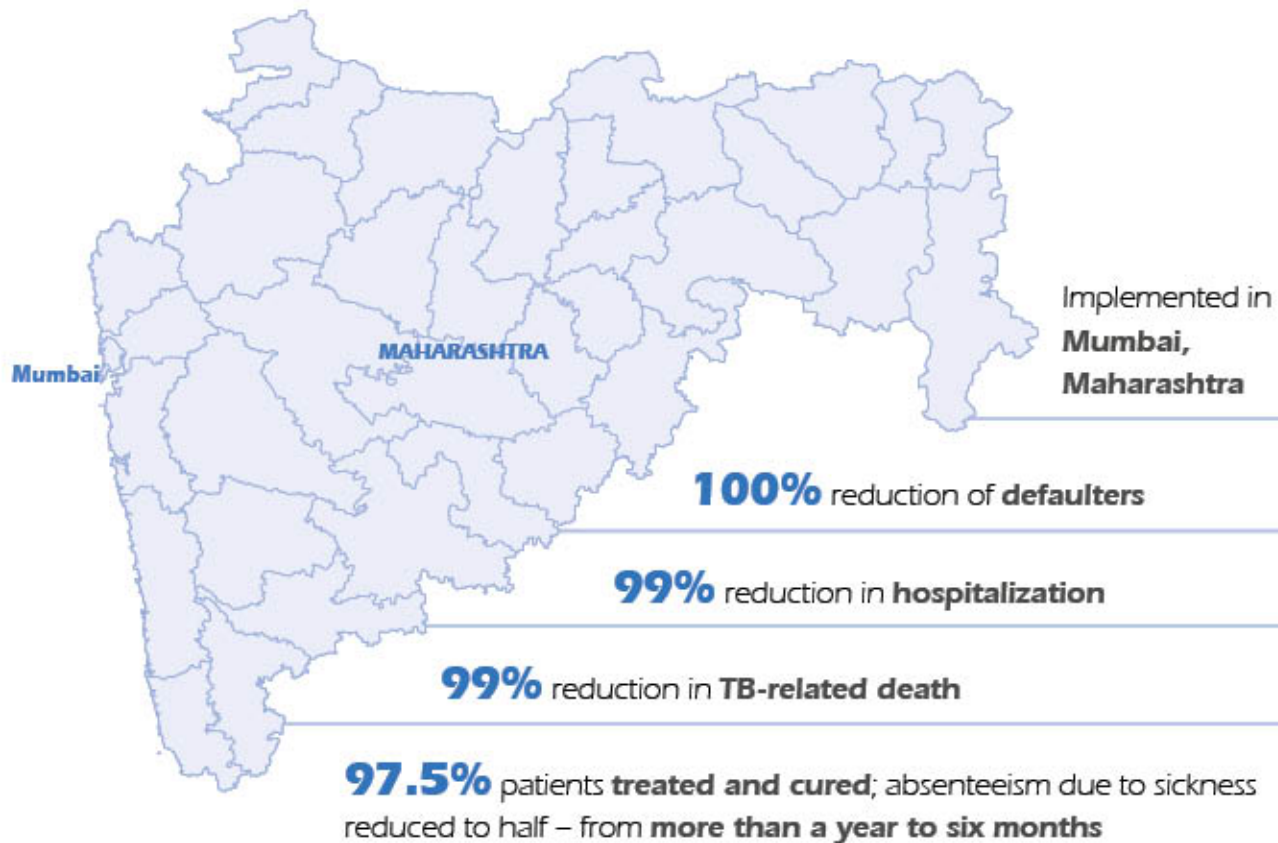 MAHARASHTRA
Mumbai
Implemented in
Mumbai,
Maharashtra
100% reduction of defaulters
99% reduction in hospitalization
99% reduction in TB-related death
97.5% patients treated and cured; absenteeism due to sickness
reduced to half – from more than a year to six months